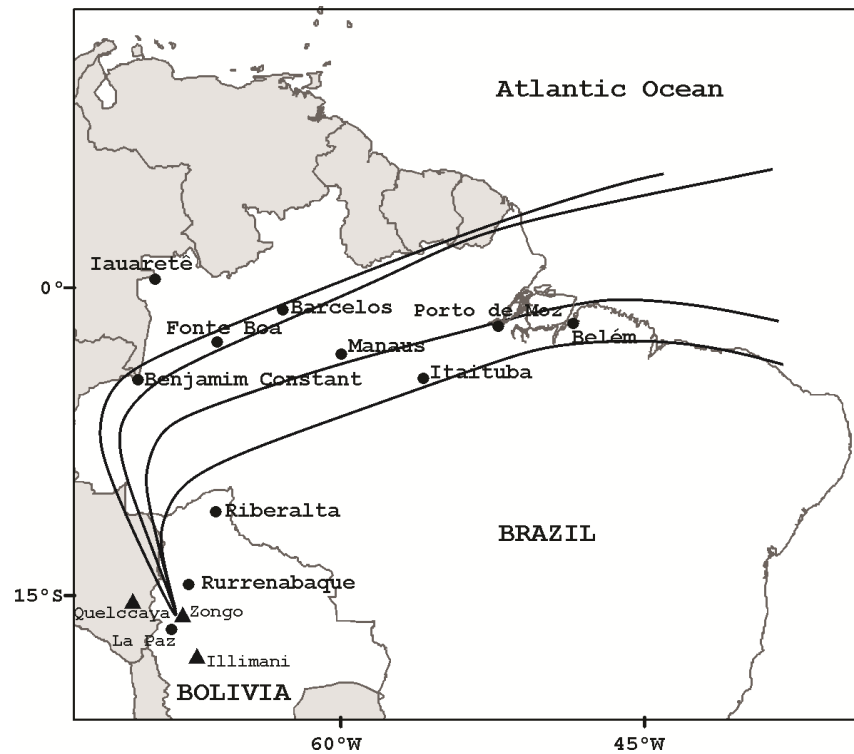 Atlantic Ocean
Iauaretê
0°
Barcelos
Porto de Moz
Fonte Boa
Belém
Manaus
Itaituba
Benjamim Constant
Riberalta
BRAZIL
Rurrenabaque
15°S
Quelccaya
Zongo
La Paz
Illimani
BOLIVIA
60°W
45°W